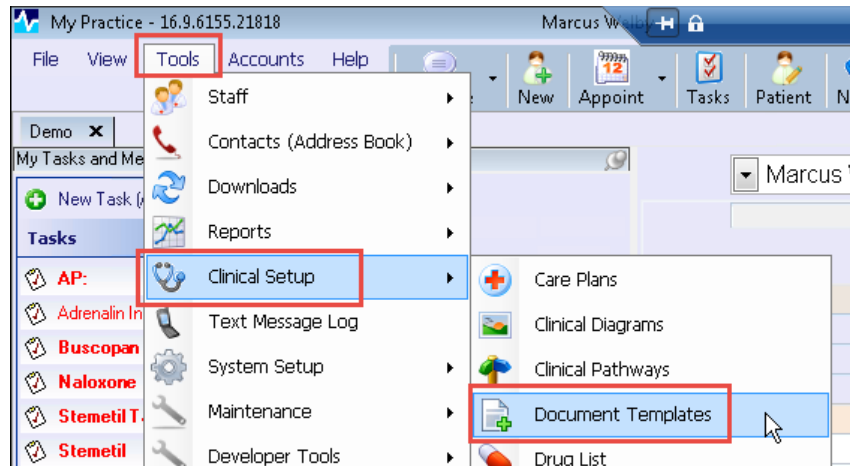 My Practice - 16.9.6155.21818
Marcus Welby
File View Tools Accounts Help
New Appoint Tasks Patient
12
Demo
My Tasks and Me
Marcus
New Task
Tasks
AP:
Adrenalin In
Buscopan
Naloxone
Stemetil T
Stemetil
Staff
Contacts (Address Book)
Downloads
Reports
Clinical Setup
Text Message Log
System Setup
Maintenance
Developer Tools
Care Plans
Clinical Diagrams
Clinical Pathways
Document Templates
Drug List